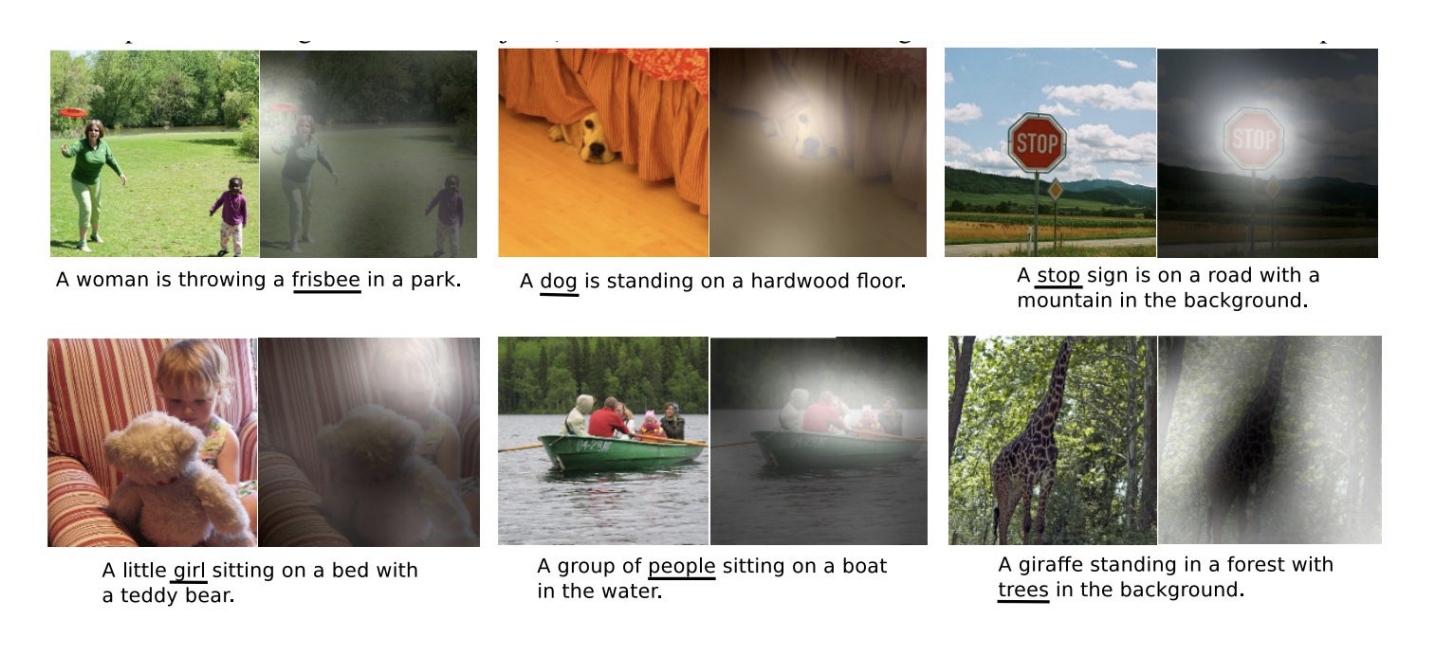 A woman is throwing a frisbee in a park.
A dog is standing on a hardwood floor.
STOP
A stop sign is on a road with a
mountain in the background.
A little girl sitting on a bed with
a teddy bear.
A group of people sitting on a boat
in the water.
A giraffe standing in a forest with
trees in the background.